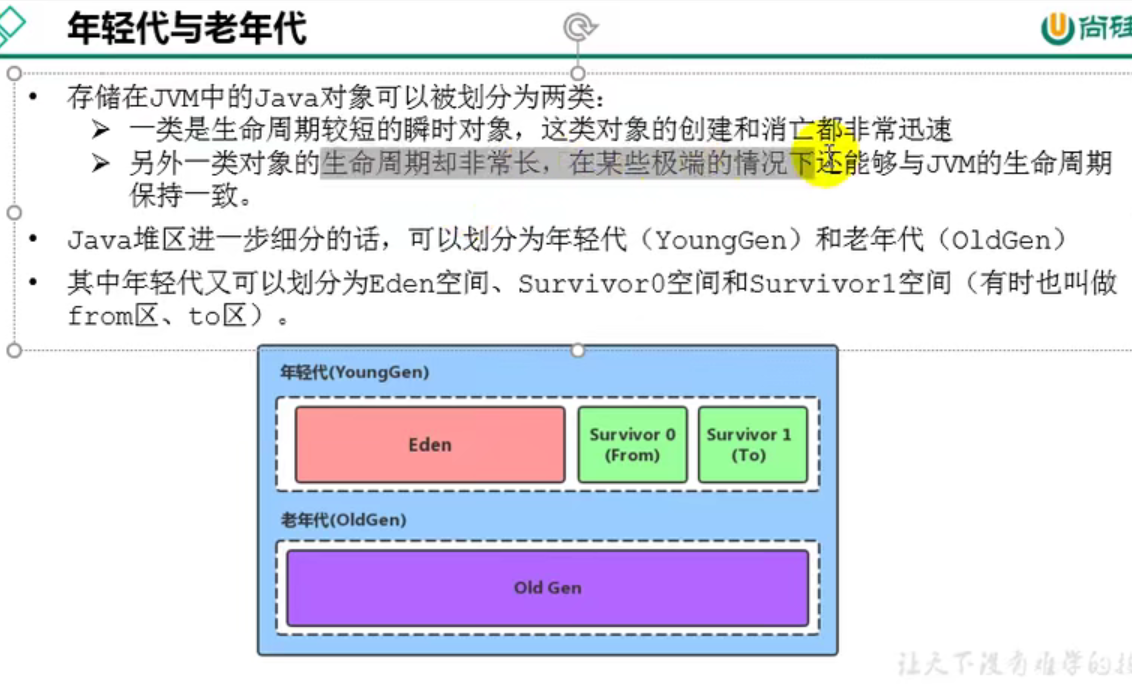 年轻代与老年代
尚硅
• 存储在JVM中的Java对象可以被划分为两类:
➢ 一类是生命周期较短的瞬时对象，这类对象的创建和消亡都非常迅速
➢ 另外一类对象的生命周期却非常长，在某些极端的情况下还能够与JVM的生命周期
保持一致。
• Java堆区进一步细分的话，可以划分为年轻代（YoungGen）和老年代（OldGen）
• 其中年轻代又可以划分为Eden空间、Survivor0空间和Survivor1空间（有时也叫做
from区、to区）。
年轻代(YoungGen)
Eden
Survivor 0
(From)
Survivor 1
(To)
老年代(OldGen)
Old Gen
让天下没有难学的技